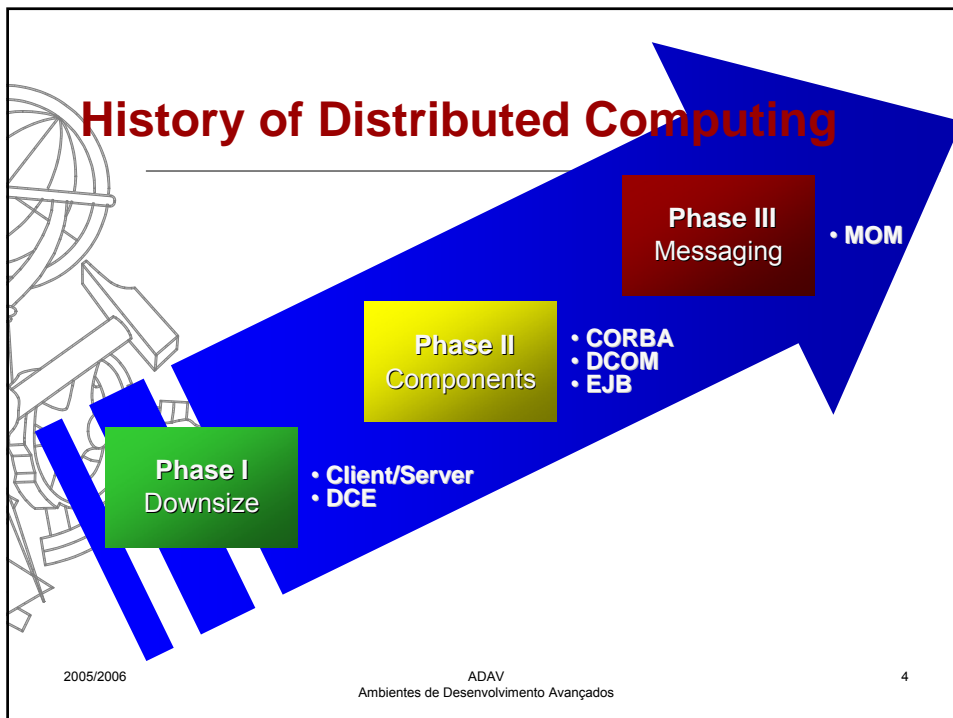 History of Distributed Computing
Phase III
Messaging
• MOM
Phase II
Components
• CORBA
• DCOM
• EJB
Phase I
Downsize
• Client/Server
• DCE
2005/2006
ADAV
Ambientes de Desenvolvimento Avançados
4